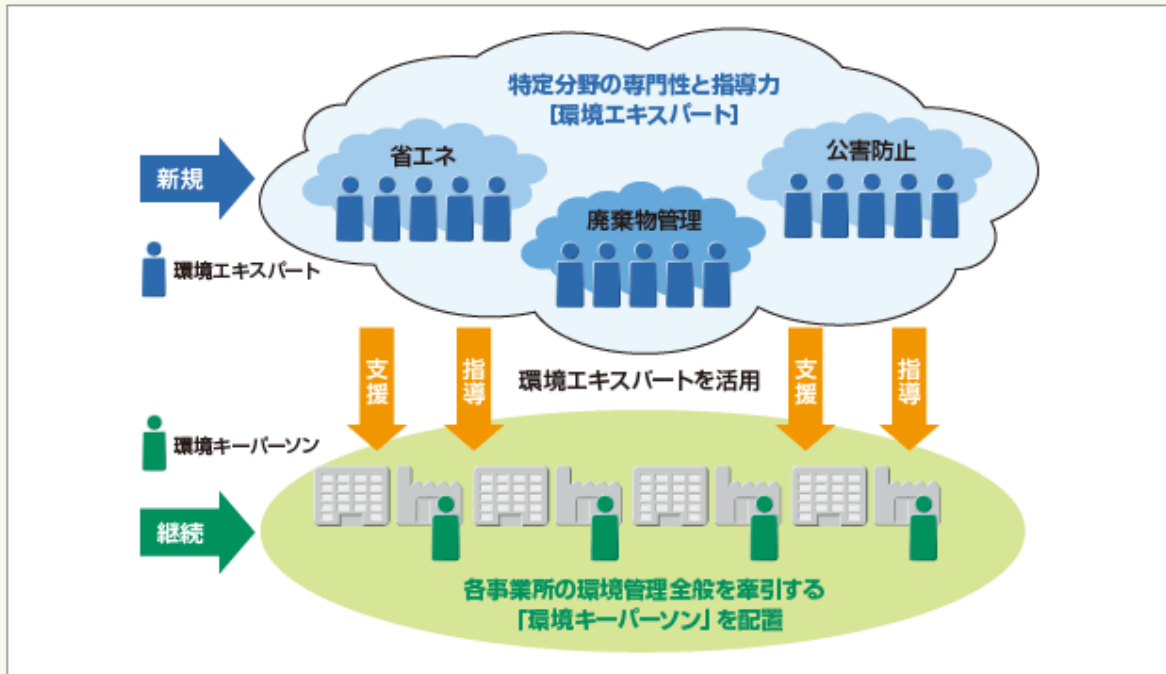 特定分野の専門性と指導力
[環境エキスパート]
省エネ
公害防止
新規
廃棄物管理
環境エキスパート
支援
指導
環境エキスパートを活用
支援
指導
環境キーパーソン
継続
各事業所の環境管理全般を牽引する
「環境キーパーソン」を配置